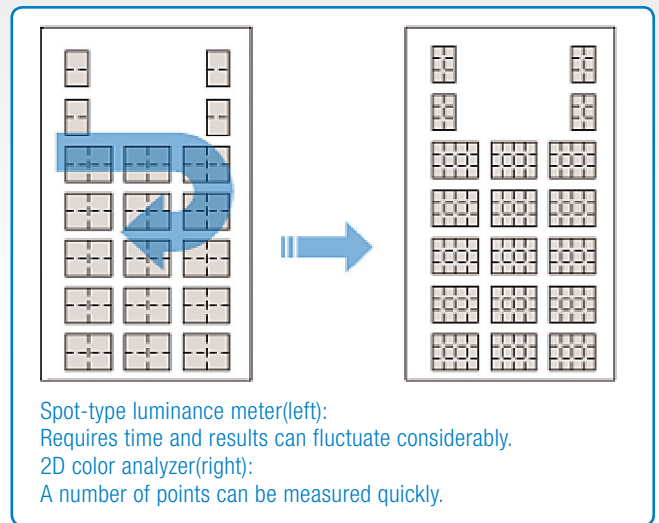 Spot-type luminance meter(left):
Requires time and results can fluctuate considerably.
2D color analyzer(right):
A number of points can be measured quickly.